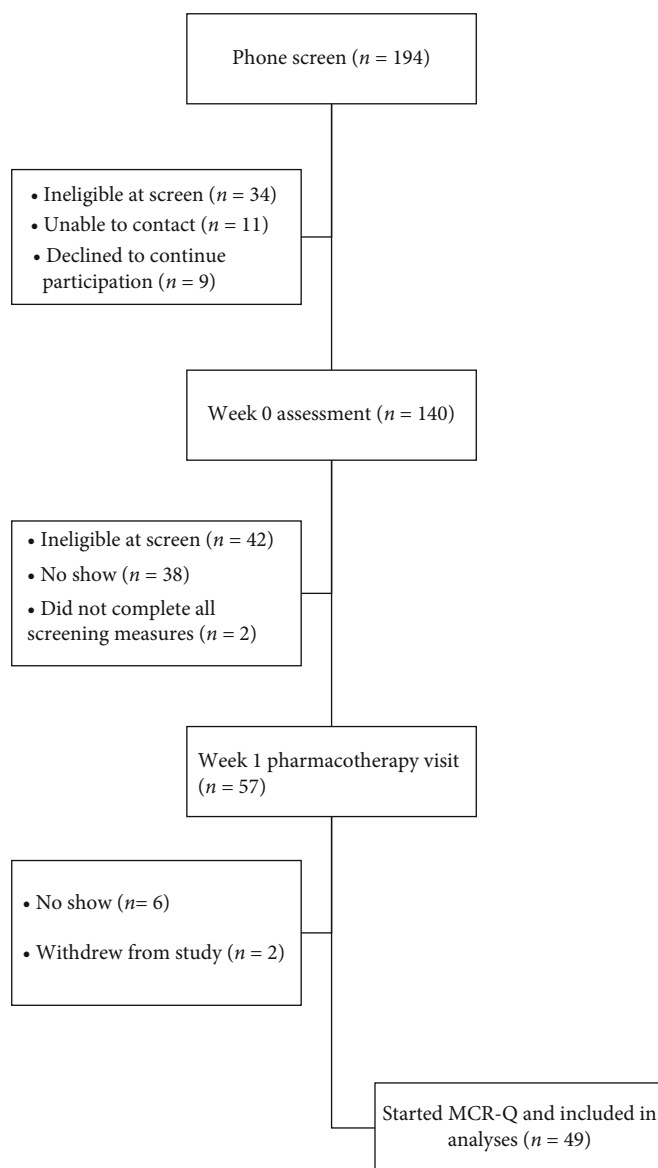 Phone screen (n = 194)
• Ineligible at screen (n = 34)
• Unable to contact (n = 11)
• Declined to continue
participation (n = 9)
Week 0 assessment (n = 140)
• Ineligible at screen (n = 42)
• No show (n = 38)
• Did not complete all
screening measures (n = 2)
Week 1 pharmacotherapy visit
(n = 57)
• No show (n= 6)
• Withdrew from study (n = 2)
Started MCR-Q and included in
analyses (n = 49)